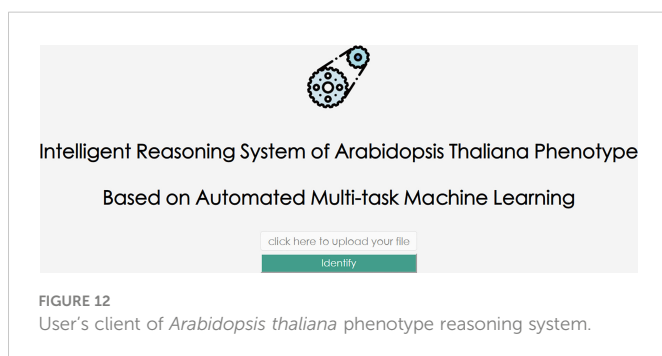 Intelligent Reasoning System of Arabidopsis Thaliana Phenotype
Based on Automated Multi-task Machine Learning
click here to upload your file
Identify
FIGURE 12
User's client of Arabidopsis thaliana phenotype reasoning system.